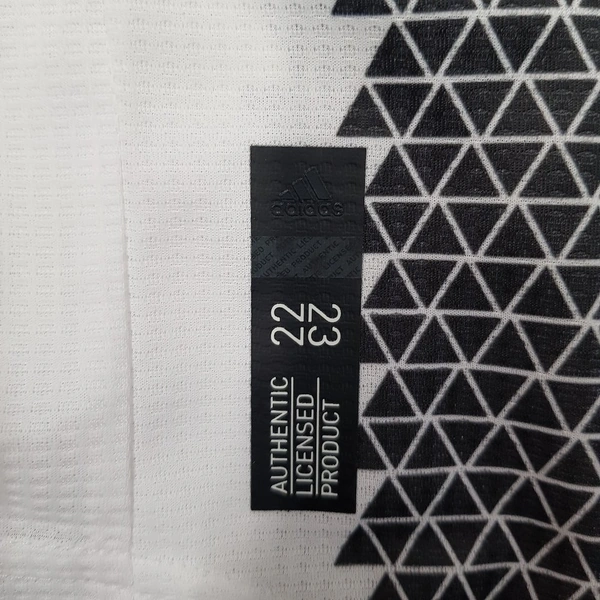 adidas
22
23
AUTHENTIC
LICENSED
PRODUCT